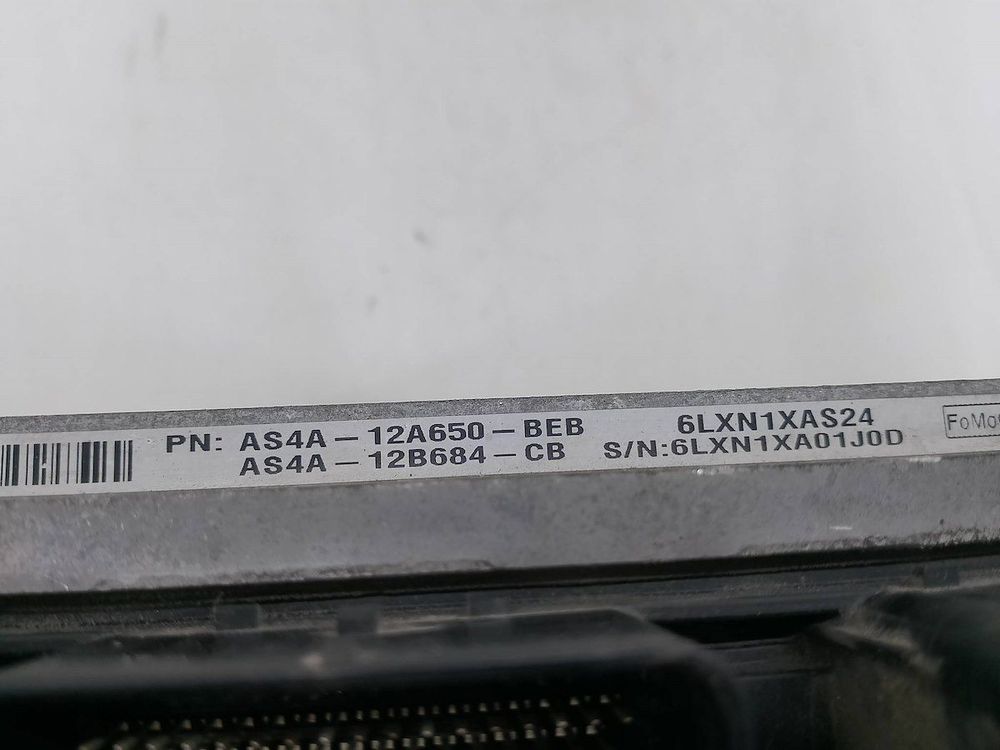 PN: AS4A-12A650-BEB
AS4A-12B684-CB
6LXN1XAS24
S/N:6LXN1XA01J0D